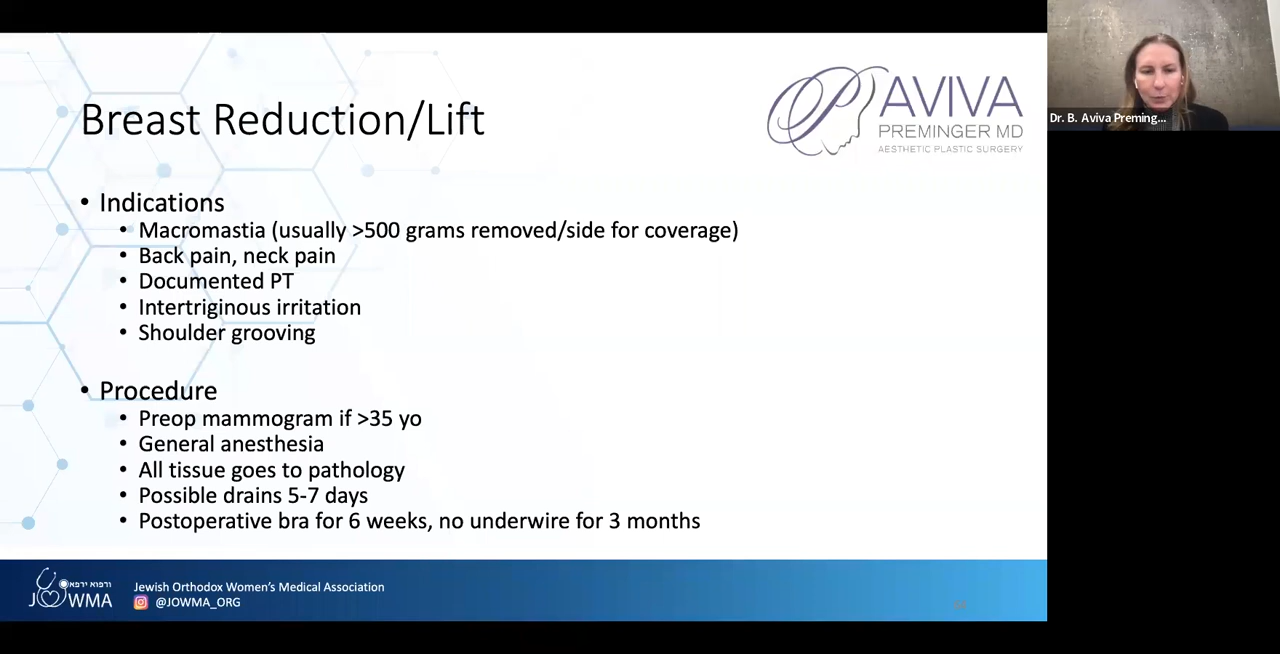 Breast Reduction/Lift
AVIVA
PREMINGER MD
AESTHETIC PLASTIC SURGERY
Dr. B. Aviva Preming...
• Indications
• Macromastia (usually >500 grams removed/side for coverage)
• Back pain, neck pain
• Documented PT
• Intertriginous irritation
• Shoulder grooving
• Procedure
• Preop mammogram if >35 yo
• General anesthesia
• All tissue goes to pathology
• Possible drains 5-7 days
• Postoperative bra for 6 weeks, no underwire for 3 months
ורפוא ירפא
JOWMA
Jewish Orthodox Women's Medical Association
@JOWMA_ORG